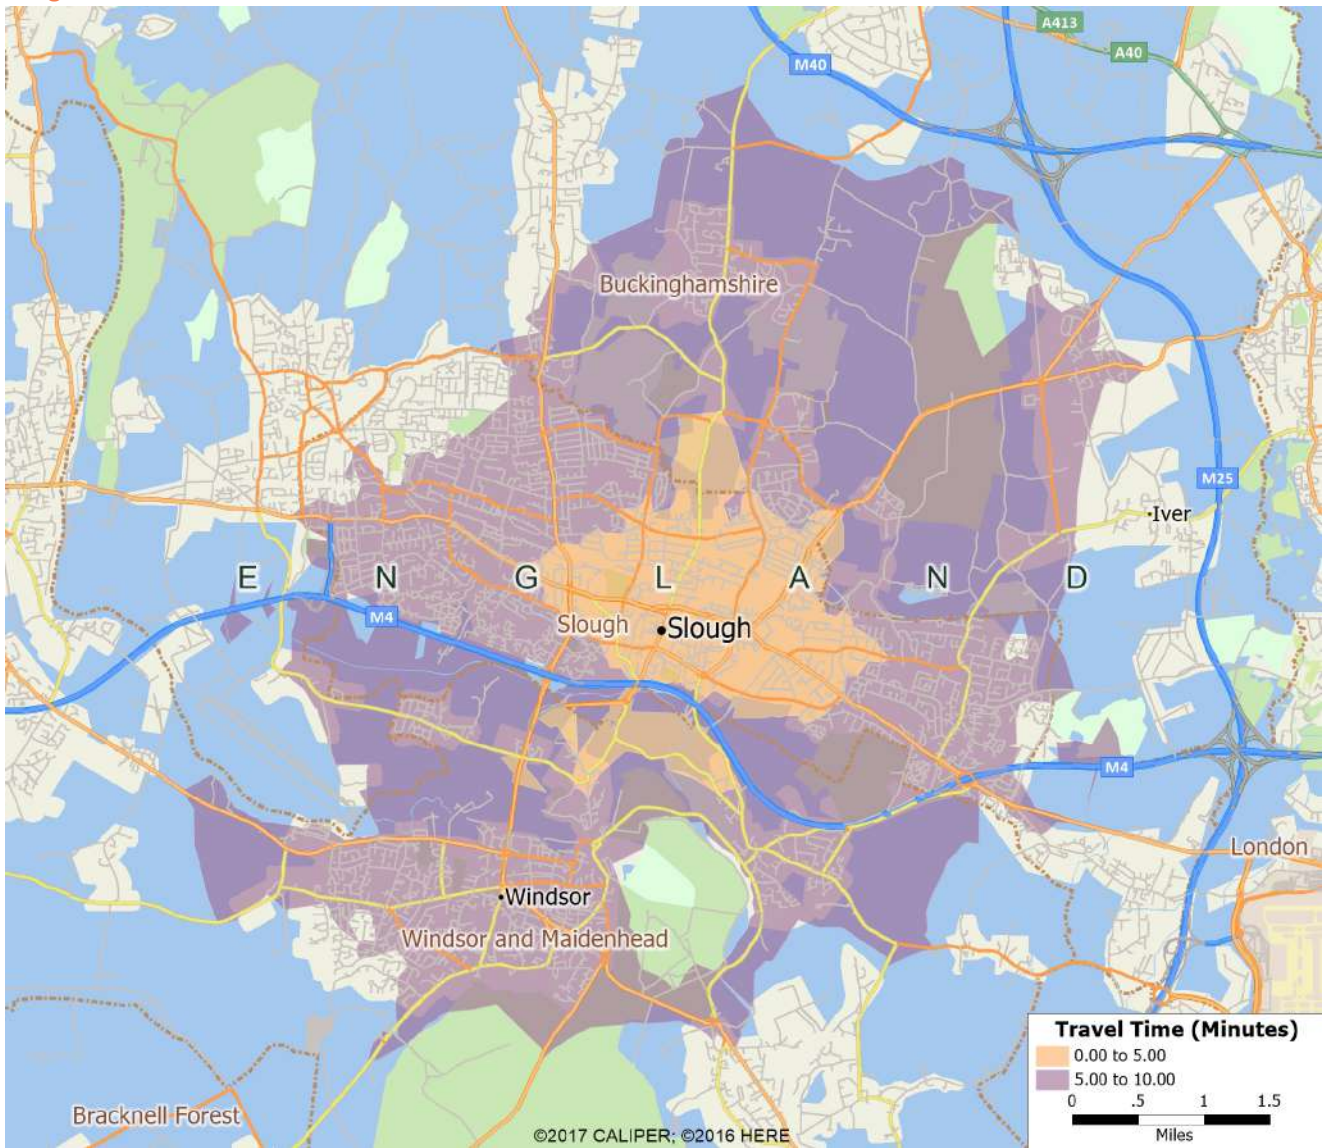 A413
A40
M40
Buckinghamshire
M25
Iver
E N G L A N D
M4
Slough
Slough
M4
London
Windsor
Windsor and Maidenhead
Travel Time (Minutes)
0.00 to 5.00
5.00 to 10.00
0 .5 1 1.5
Miles
Bracknell Forest
©2017 CALIPER; ©2016 HERE